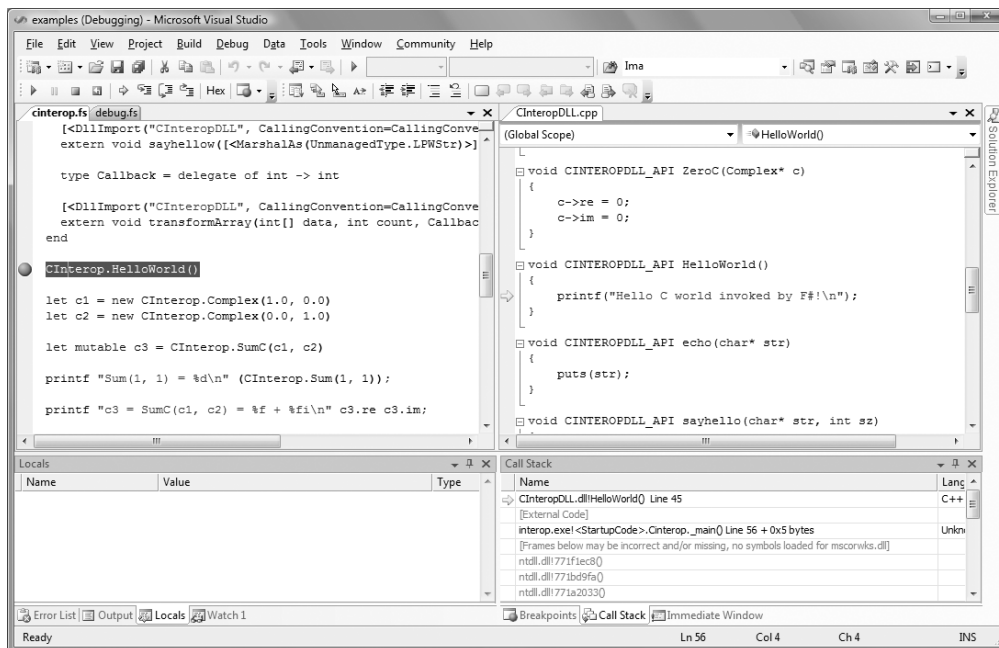 examples (Debugging) - Microsoft Visual Studio
File Edit View Project Build Debug Data Tools Window Community Help
Ima
Hex
cinterop.fs debug.fs
[<DllImport("CInteropDLL", CallingConvention=CallingConve
extern void sayhellow([<MarshalAs(UnmanagedType.LPWStr)>]
type Callback = delegate of int -> int
[<DllImport("CInteropDLL", CallingConvention=CallingConve
extern void transformArray(int[] data, int count, Callbac
end
CInterop.HelloWorld()
let c1 = new CInterop.Complex(1.0, 0.0)
let c2 = new CInterop.Complex(0.0, 1.0)
let mutable c3 = CInterop.SumC(c1, c2)
printf "Sum(1, 1) = %d\n" (CInterop.Sum(1, 1));
printf "c3 = SumC(c1, c2) = %f + %fi\n" c3.re c3.im;
CInteropDLL.cpp
(Global Scope) HelloWorld()
void CINTEROPDLL_API ZeroC(Complex* c)
{
c->re = 0;
c->im = 0;
}
void CINTEROPDLL_API HelloWorld()
{
printf("Hello C world invoked by F#!\n");
}
void CINTEROPDLL_API echo(char* str)
{
puts(str);
}
void CINTEROPDLL_API sayhello(char* str, int sz)
Solution Explorer
Locals
Name Value Type
Call Stack
Name Lang
CInteropDLL.dll!HelloWorld() Line 45 C++
[External Code]
interop.exe!<StartupCode>.Cinterop._main() Line 56 + 0x5 bytes Unkno
[Frames below may be incorrect and/or missing, no symbols loaded for mscorwks.dll]
ntdll.dll!771f1ec8()
ntdll.dll!771bd9fa()
ntdll.dll!771a2033()
Error List Output Locals Watch 1
Breakpoints Call Stack Immediate Window
Ready Ln 56 Col 4 Ch 4 INS